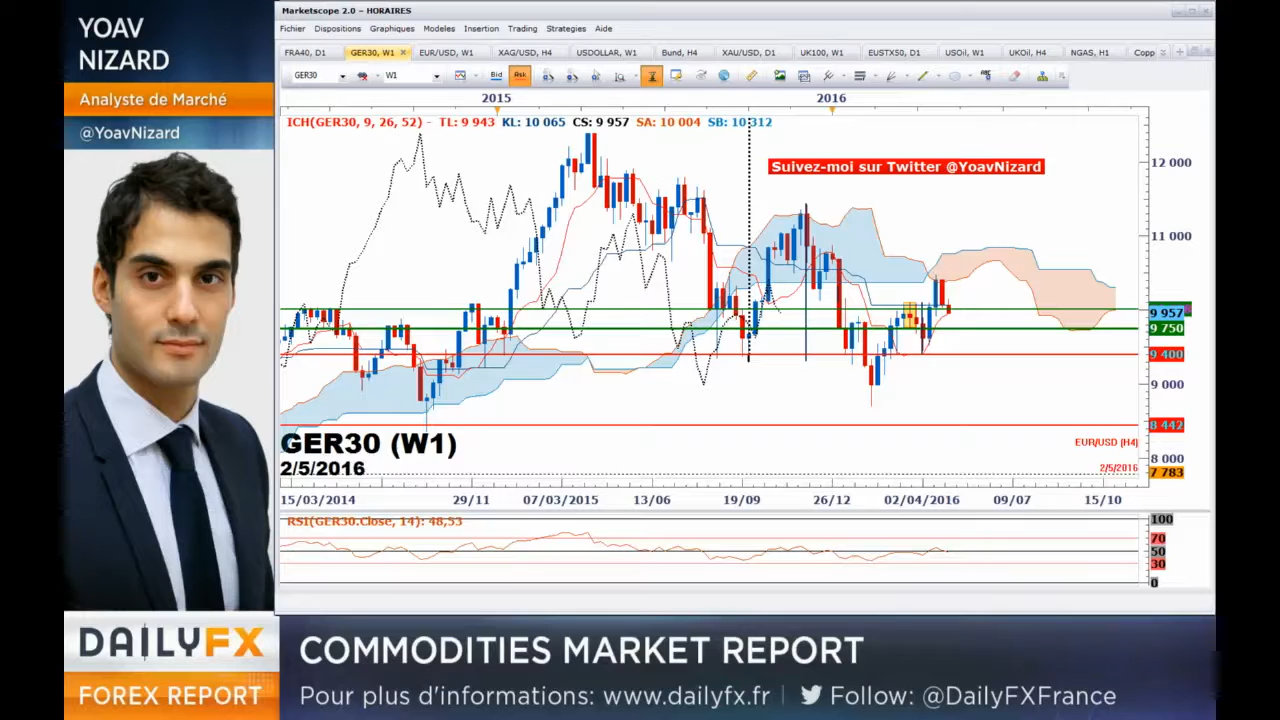 YOAV
NIZARD
Analyste de Marché
@YoavNizard
Marketscope 2.0 - HORAIRES
Fichier Dispositions Graphiques Modeles Insertion Trading Strategies Aide
FRA40, D1 GER30, W1 EUR/USD, W1 XAG/USD, H4 USDOLLAR, W1 Bund, H4 XAU/USD, D1 UK100, W1 EUSTX50, D1 USOil, W1 UKOil, H4 NGAS, H1 Copp
GER30 W1 Bid Ask
2015 2016
ICH(GER30, 9, 26, 52) - TL: 9 943 KL: 10 065 CS: 9 957 SA: 10 004 SB: 10 312
Suivez-moi sur Twitter @YoavNizard
12 000
11 000
9 957
9 750
9 400
9 000
8 442
GER30 (W1)
EUR/USD (H4)
8 000
2/5/2016
2/5/2016
7 783
15/03/2014 29/11 07/03/2015 13/06 19/09 26/12 02/04/2016 09/07 15/10
RSI(GER30.Close, 14): 48,53
100
70
50
30
0
DAILYFX
FOREX REPORT
COMMODITIES MARKET REPORT
Pour plus d'informations: www.dailyfx.fr | Follow: @DailyFXFrance